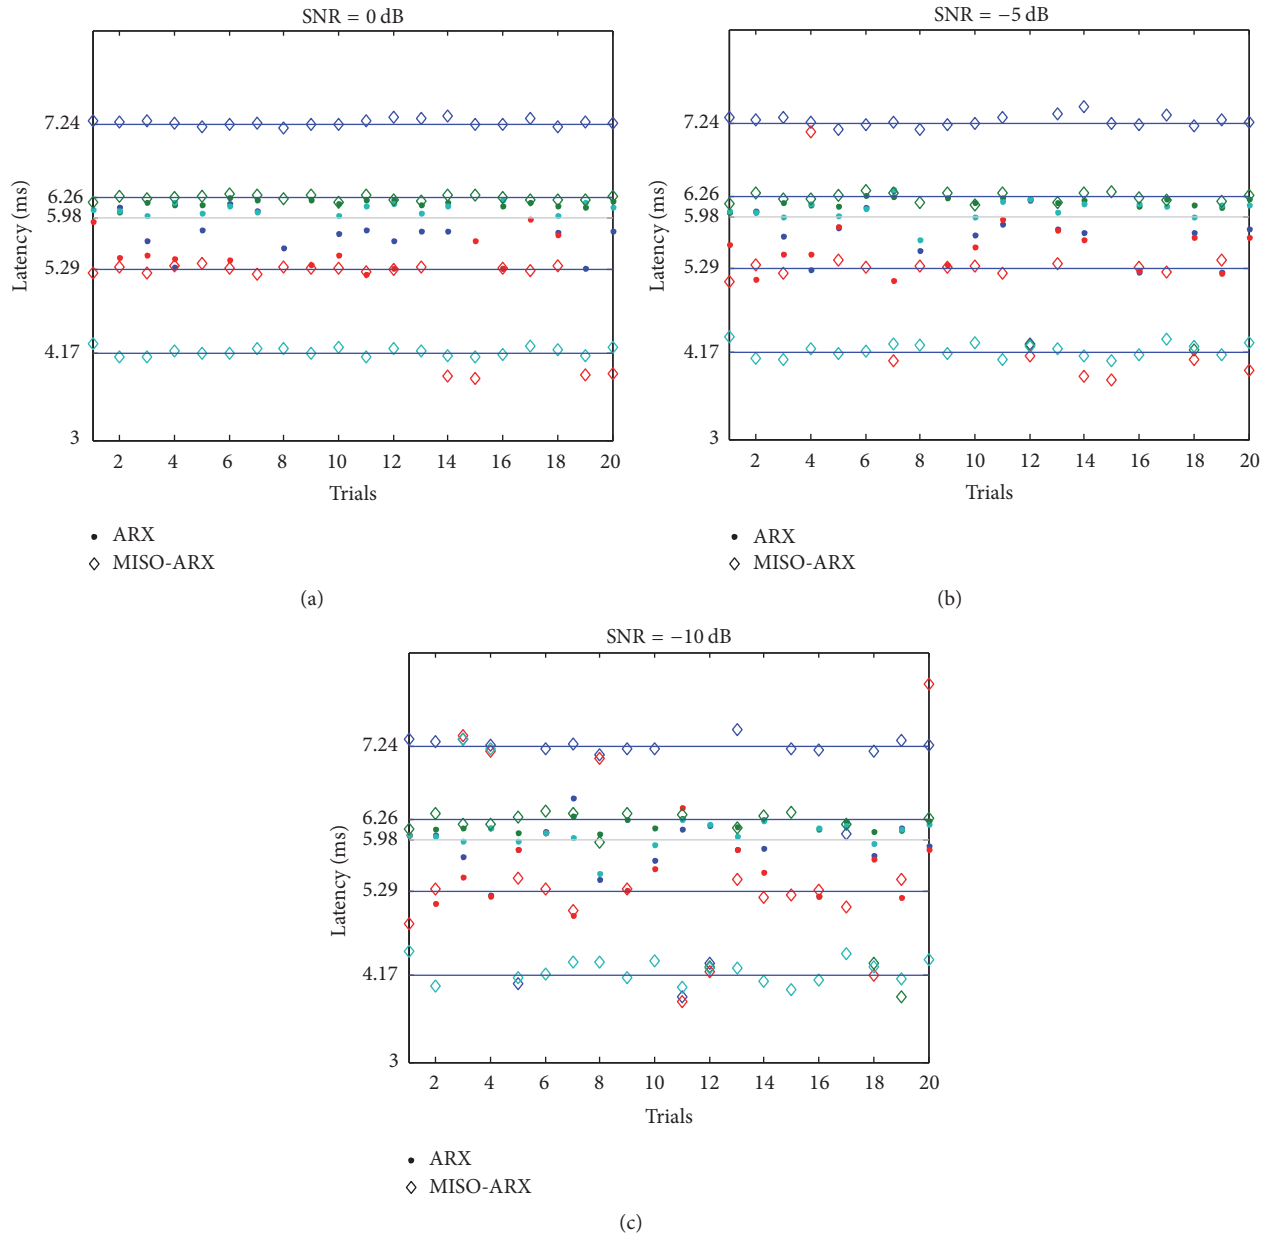 SNR = 0 dB
Latency (ms)
7.24
6.26
5.98
5.29
4.17
3
2 4 6 8 10 12 14 16 18 20
Trials
ARX
MISO-ARX
(a)
SNR = −5 dB
Latency (ms)
7.24
6.26
5.98
5.29
4.17
3
2 4 6 8 10 12 14 16 18 20
Trials
ARX
MISO-ARX
(b)
SNR = −10 dB
Latency (ms)
7.24
6.26
5.98
5.29
4.17
3
2 4 6 8 10 12 14 16 18 20
Trials
ARX
MISO-ARX
(c)